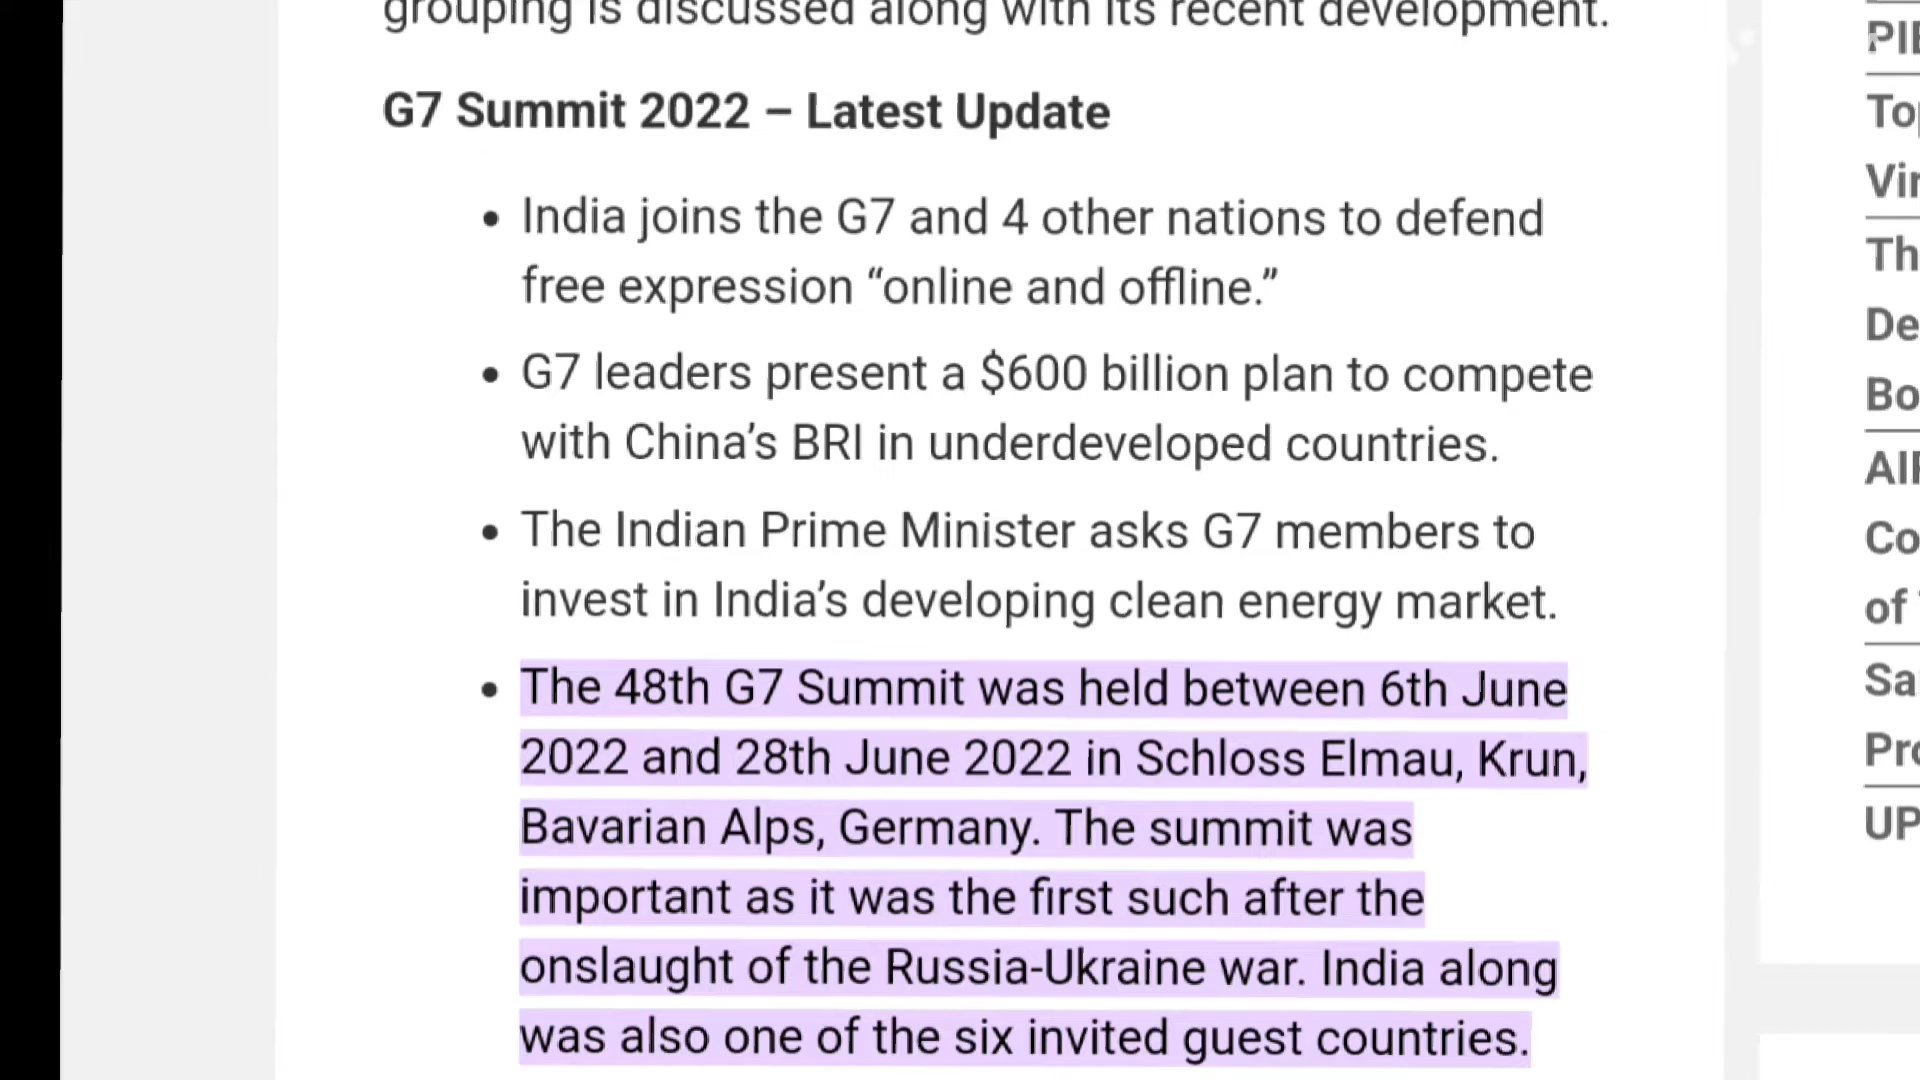 grouping is discussed along with its recent development.
G7 Summit 2022 – Latest Update
India joins the G7 and 4 other nations to defend
free expression “online and offline.”
G7 leaders present a $600 billion plan to compete
with China’s BRI in underdeveloped countries.
The Indian Prime Minister asks G7 members to
invest in India’s developing clean energy market.
The 48th G7 Summit was held between 6th June
2022 and 28th June 2022 in Schloss Elmau, Krun,
Bavarian Alps, Germany. The summit was
important as it was the first such after the
onslaught of the Russia-Ukraine war. India along
was also one of the six invited guest countries.
of